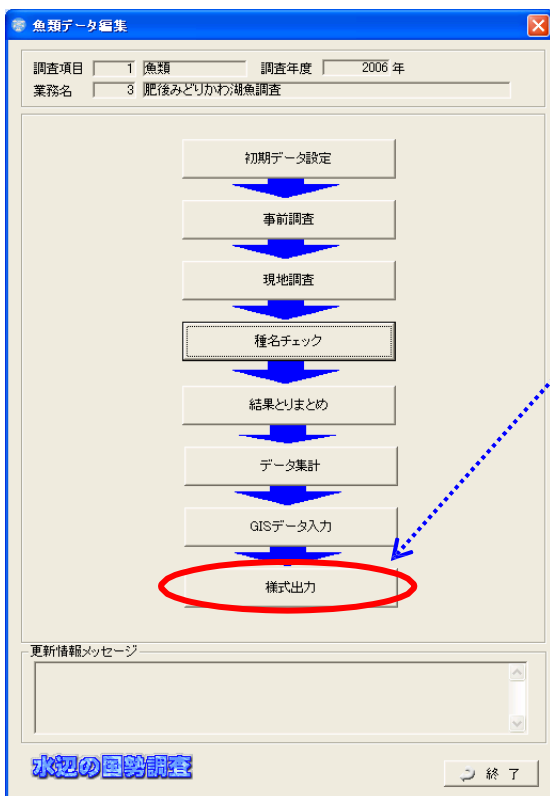 魚類データ編集
調査項目 1 魚類 調査年度 2006 年
業務名 3 肥後みどりかわ湖魚調査
初期データ設定
事前調査
現地調査
種名チェック
結果とりまとめ
データ集計
GISデータ入力
様式出力
更新情報メッセージ
水辺の国勢調査
終 了